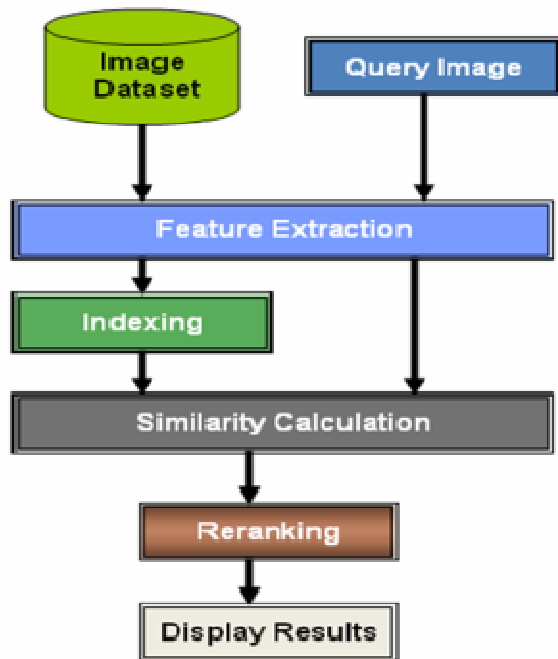 Image
Dataset
Query Image
Feature Extraction
Indexing
Similarity Calculation
Reranking
Display Results